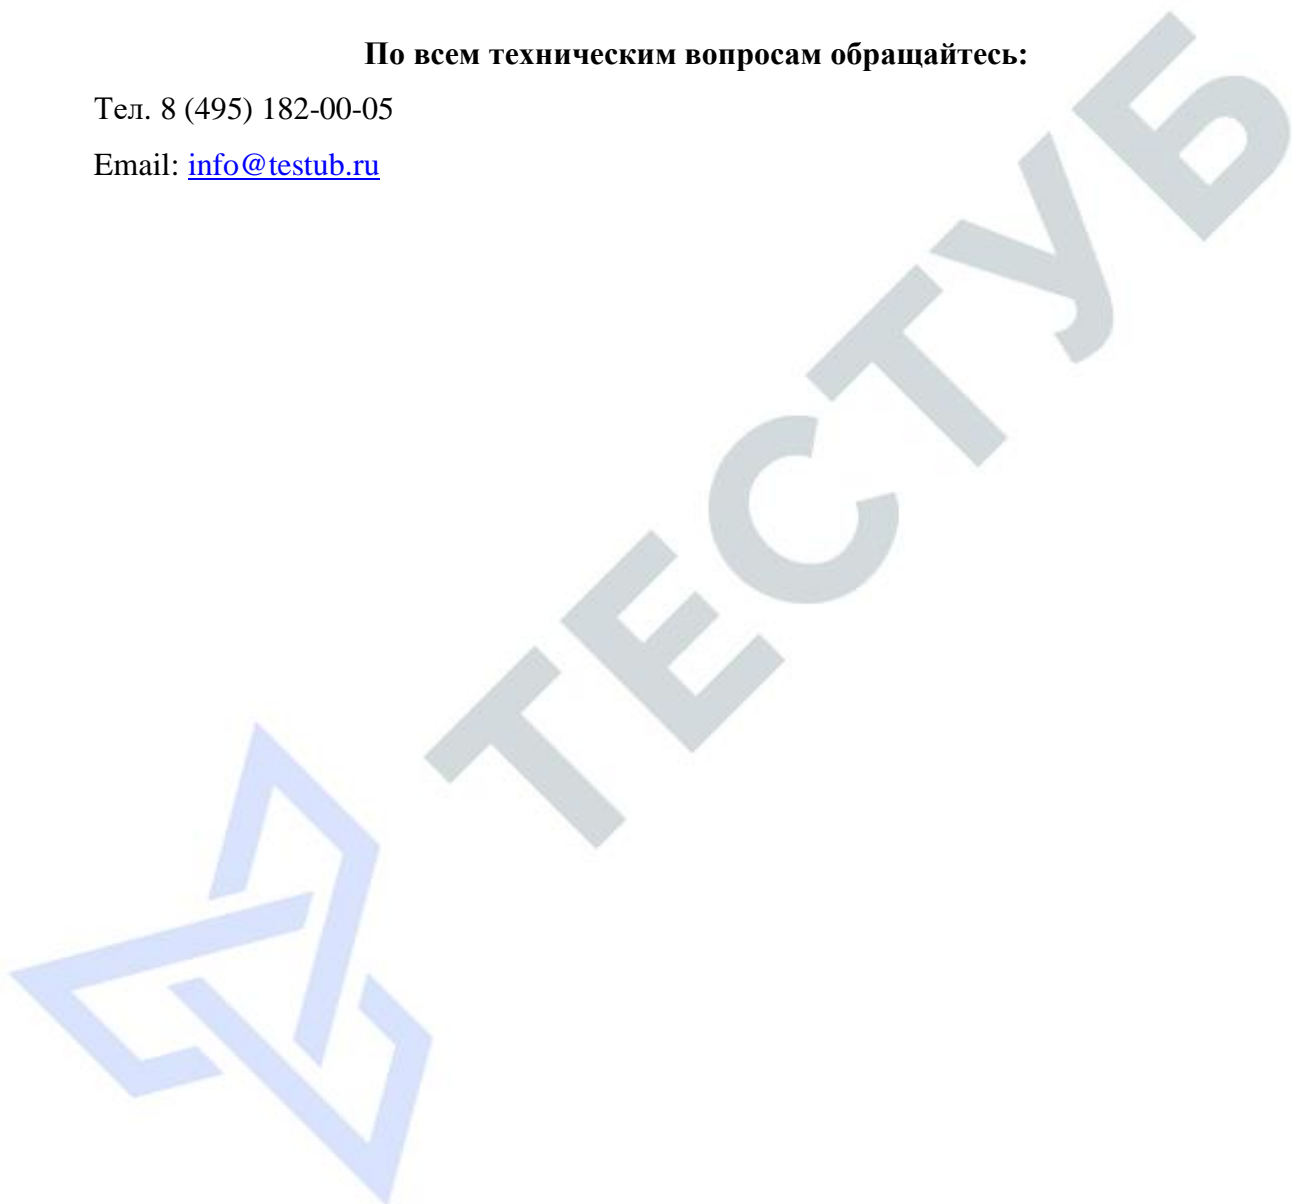 По всем техническим вопросам обращайтесь:
Тел. 8 (495) 182-00-05
Email: info@testub.ru
ТЕСТУБ